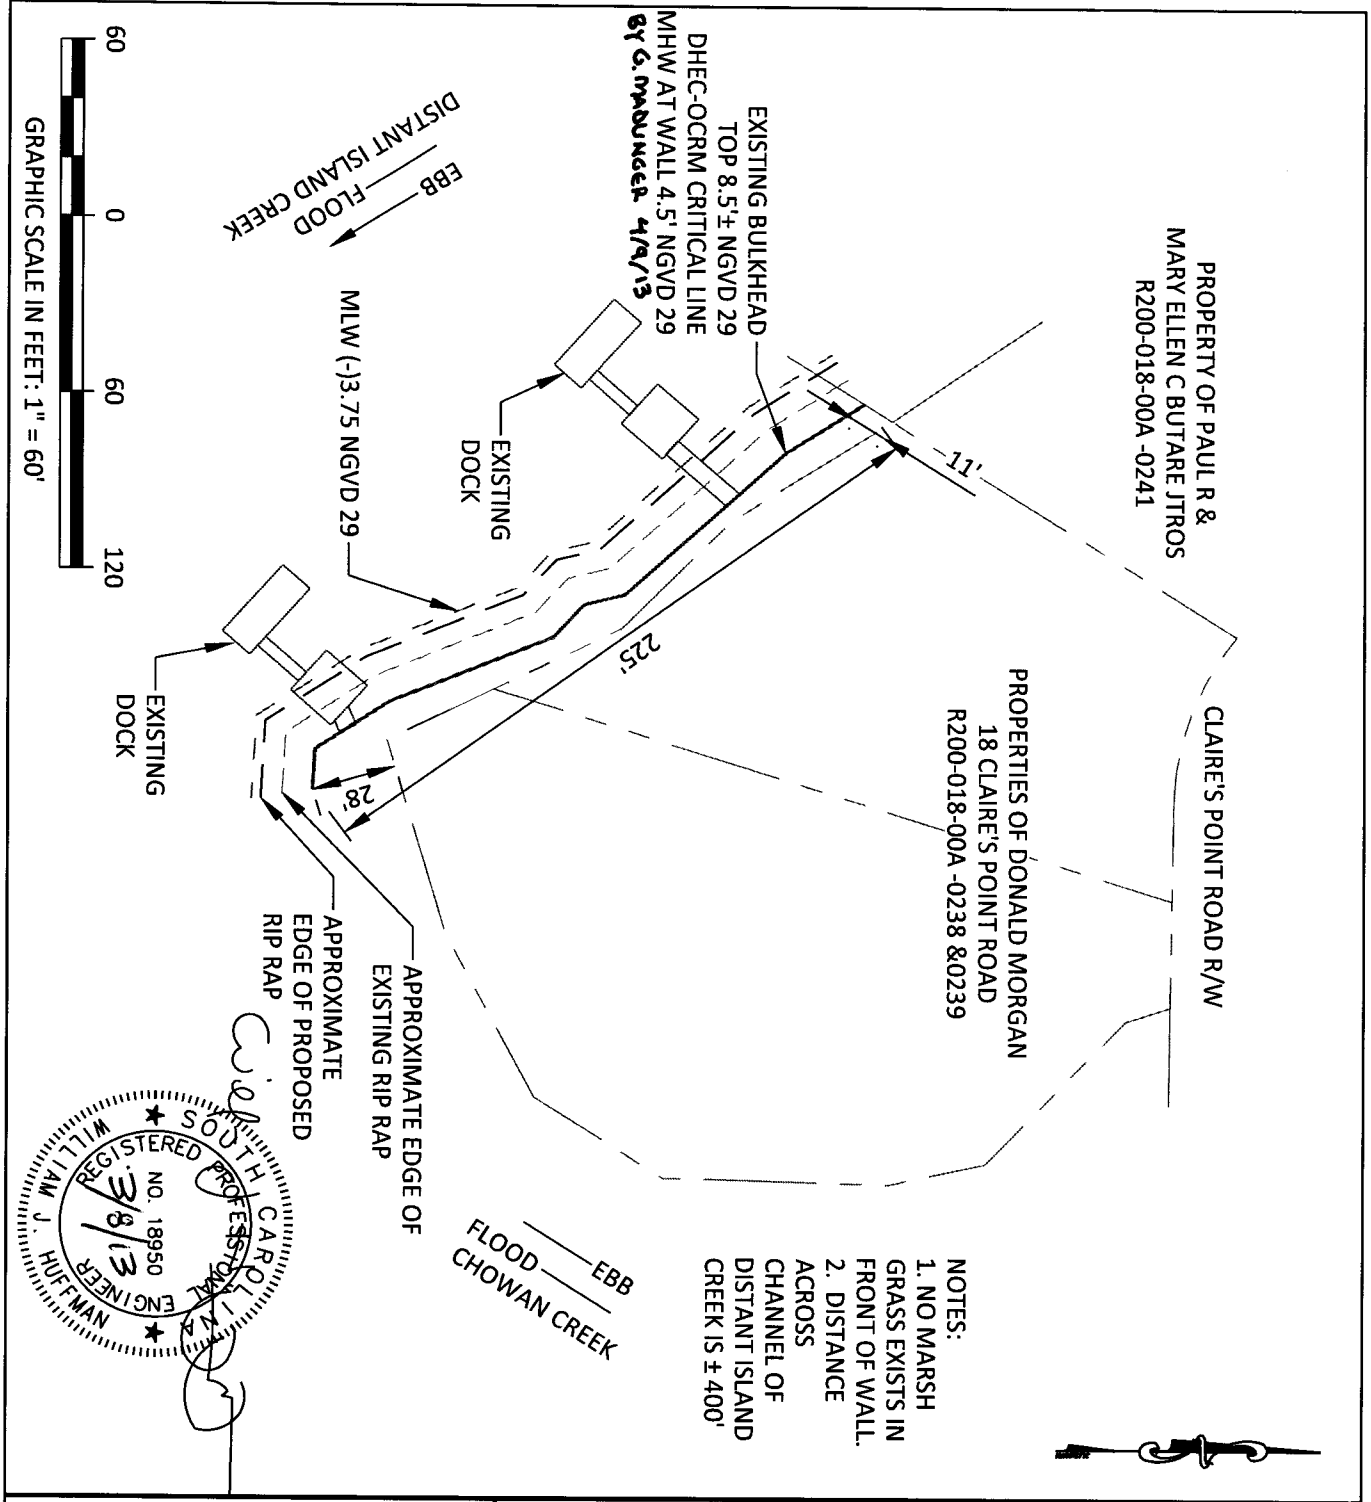 PROPERTY OF PAUL R &
MARY ELLEN C BUTARE JTROS
R200-018-00A -0241
CLAIRE'S POINT ROAD R/W
PROPERTIES OF DONALD MORGAN
18 CLAIRE'S POINT ROAD
R200-018-00A -0238 &0239
NOTES:
1. NO MARSH
GRASS EXISTS IN
FRONT OF WALL.
2. DISTANCE
ACROSS
CHANNEL OF
DISTANT ISLAND
CREEK IS ± 400'
11'
225'
28'
EXISTING BULKHEAD
TOP 8.5'± NGVD 29
DHEC-OCRM CRITICAL LINE
MHW AT WALL 4.5' NGVD 29
BY G. 4/9/13
EXISTING
DOCK
MLW (-)3.75 NGVD 29
EXISTING
DOCK
EBB
FLOOD
DISTANT ISLAND CREEK
APPROXIMATE EDGE OF
EXISTING RIP RAP
APPROXIMATE
EDGE OF PROPOSED
RIP RAP
EBB
FLOOD
CHOWAN CREEK
60 0 60 120
GRAPHIC SCALE IN FEET: 1" = 60'
SOUTH CAROLINA
REGISTERED PROFESSIONAL ENGINEER
NO. 18950
3/8/13
WILLIAM J. HUFFMAN